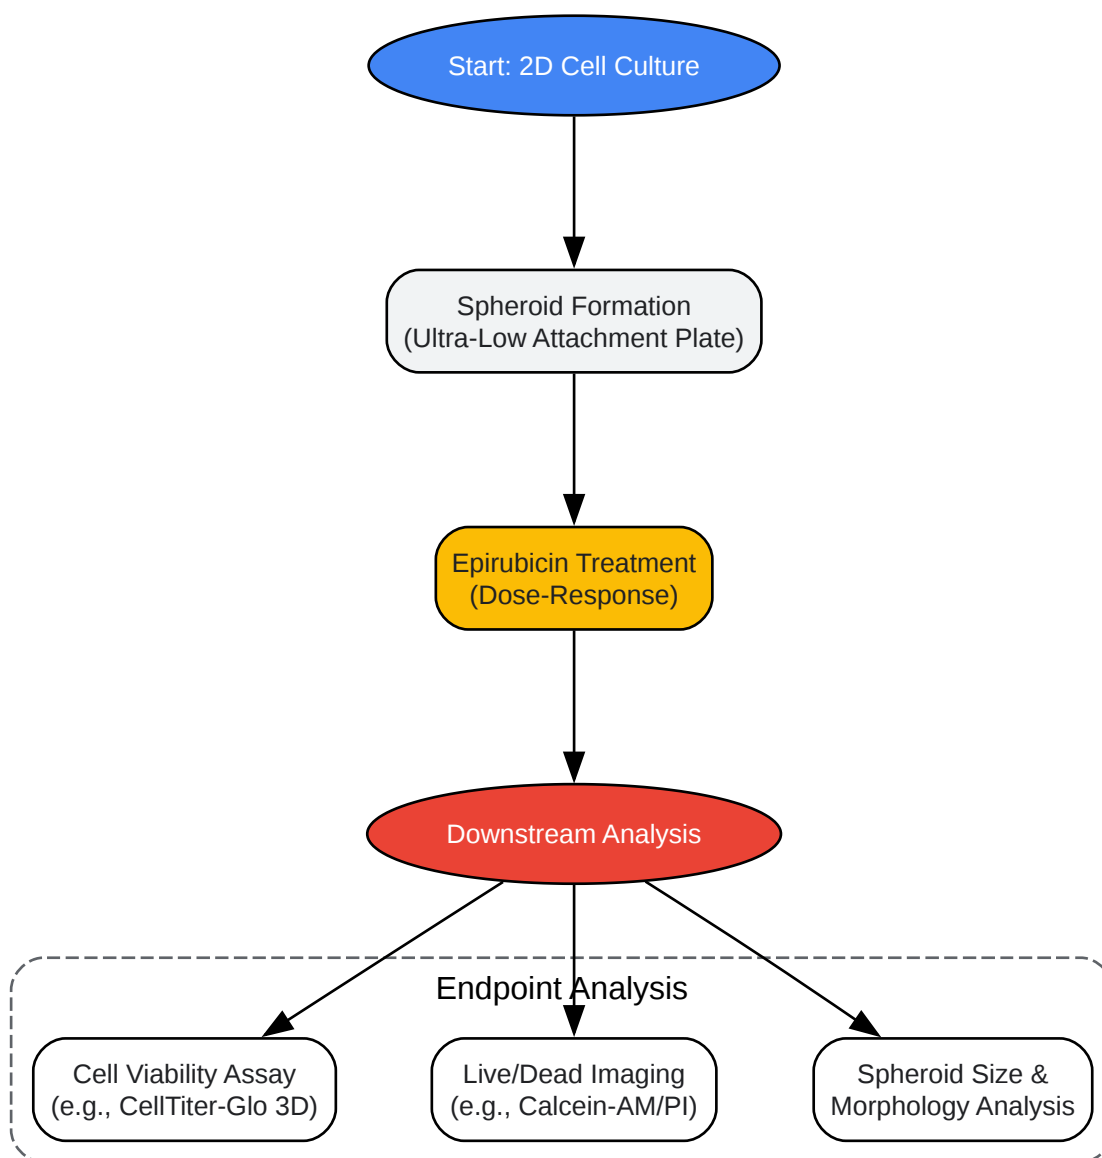 Start: 2D Cell Culture
Spheroid Formation
(Ultra-Low Attachment Plate)
Epirubicin Treatment
(Dose-Response)
Downstream Analysis
Endpoint Analysis
Cell Viability Assay
(e.g., CellTiter-Glo 3D)
Live/Dead Imaging
(e.g., Calcein-AM/PI)
Spheroid Size &
Morphology Analysis